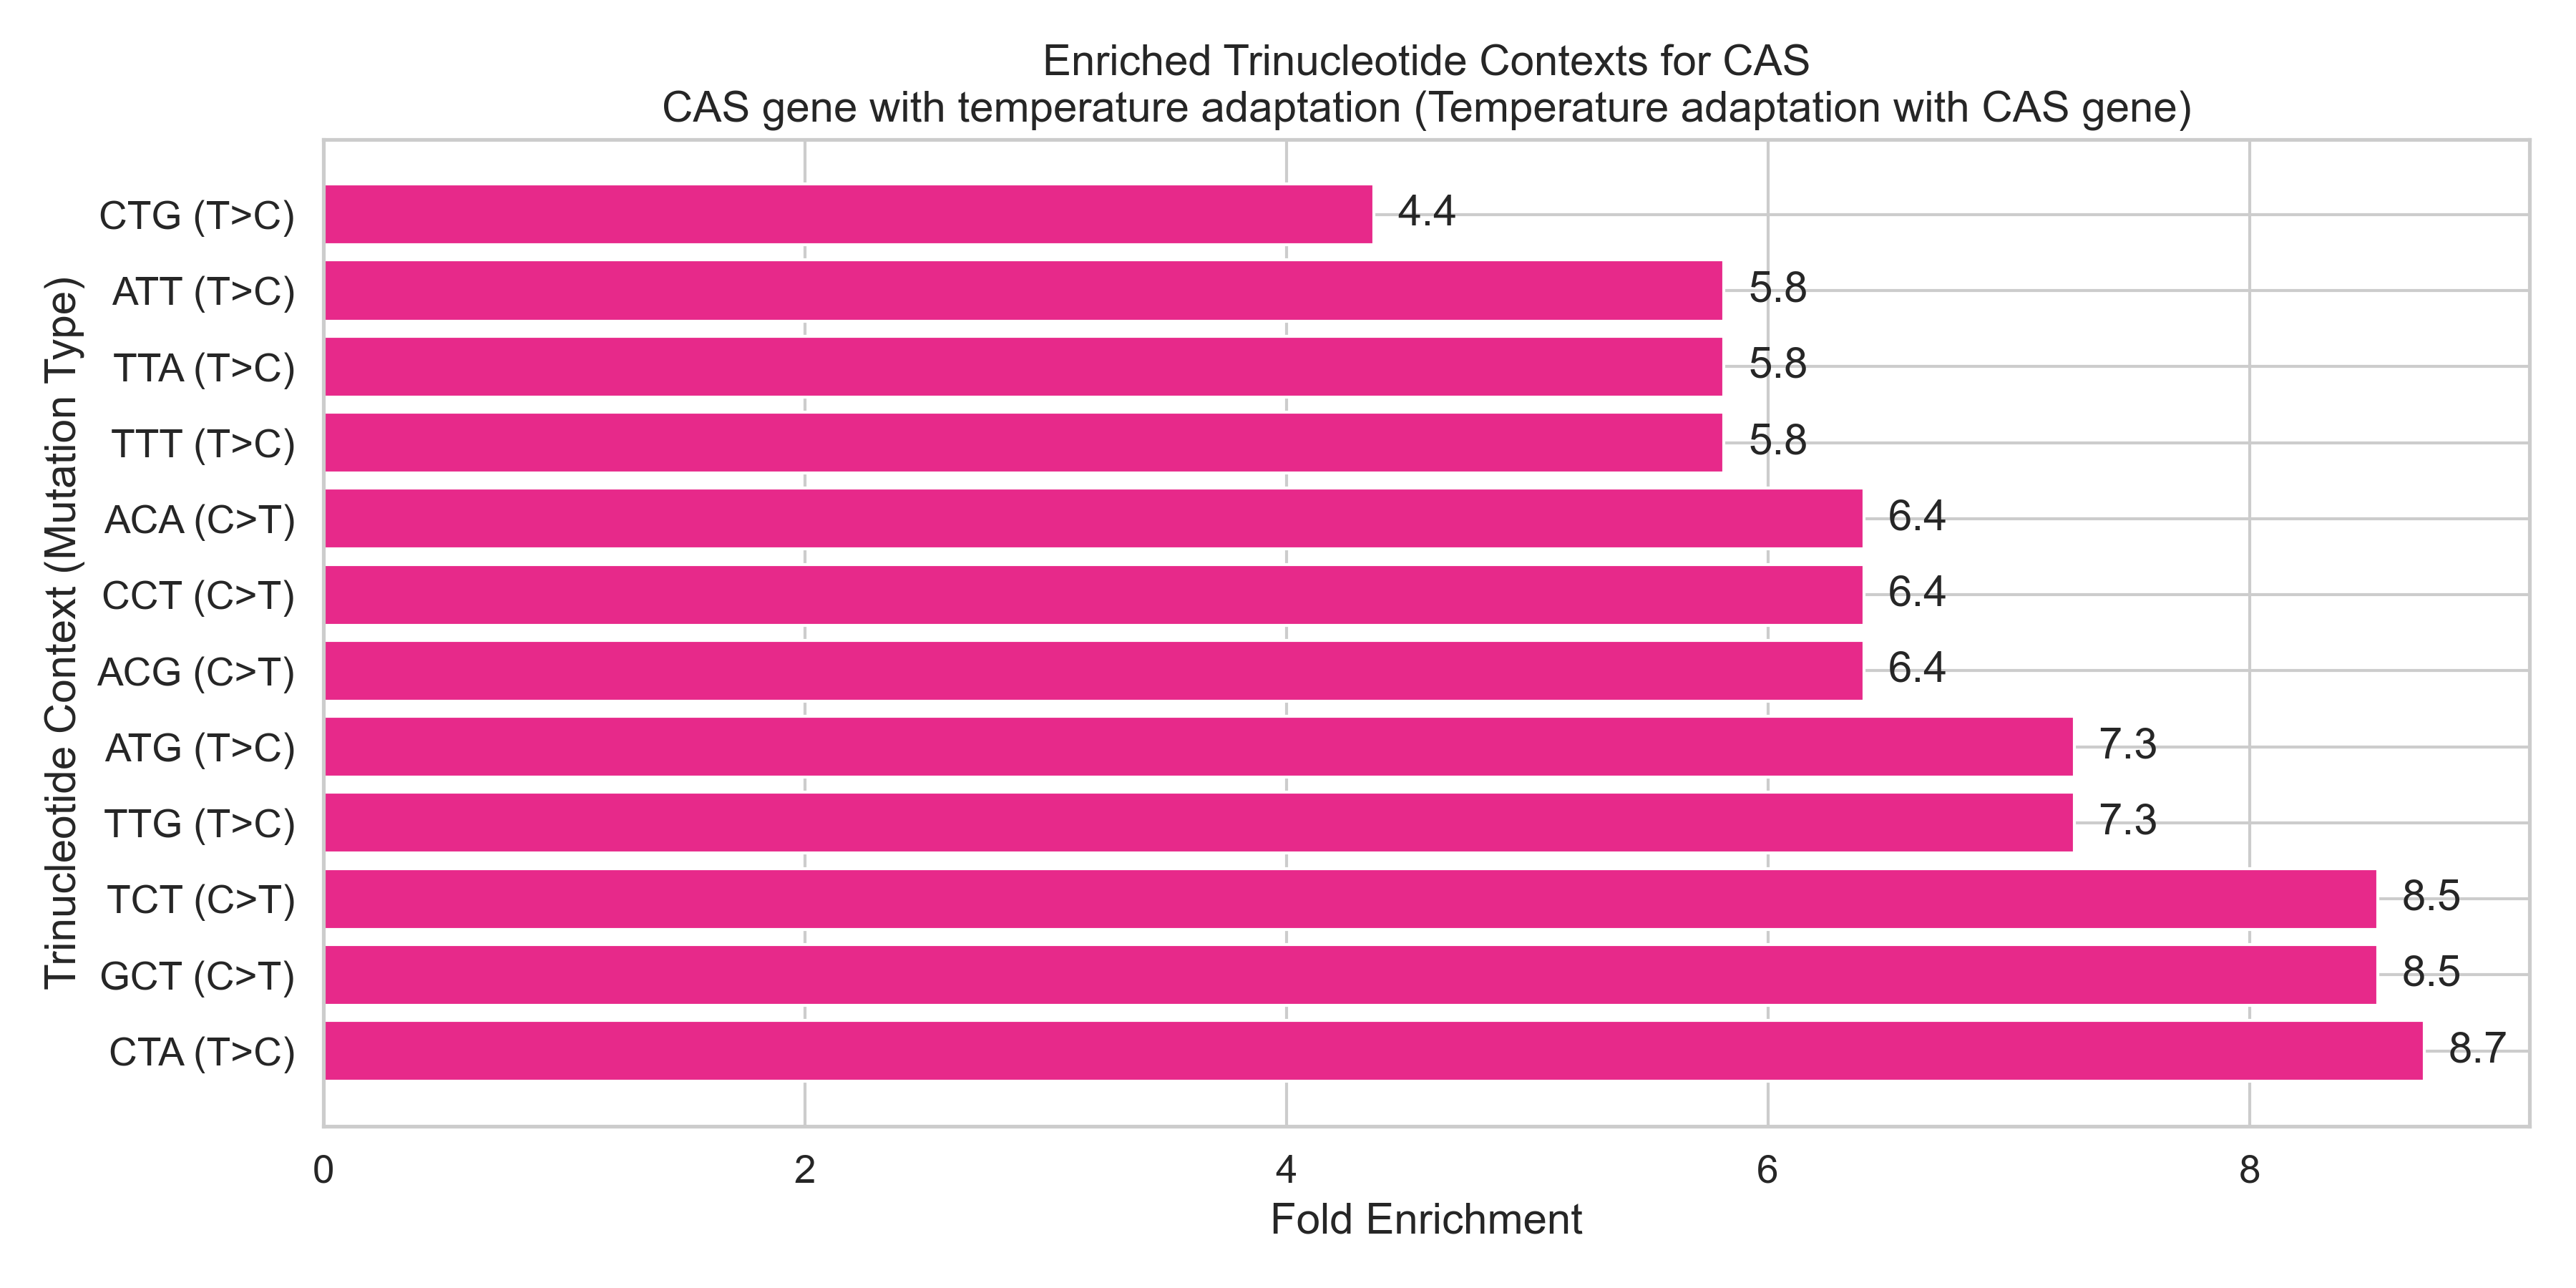 Enriched Trinucleotide Contexts for CAS
CAS gene with temperature adaptation (Temperature adaptation with CAS gene)
Trinucleotide Context (Mutation Type)
CTG (T>C) 4.4
ATT (T>C) 5.8
TTA (T>C) 5.8
TTT (T>C) 5.8
ACA (C>T) 6.4
CCT (C>T) 6.4
ACG (C>T) 6.4
ATG (T>C) 7.3
TTG (T>C) 7.3
TCT (C>T) 8.5
GCT (C>T) 8.5
CTA (T>C) 8.7
0 2 4 6 8
Fold Enrichment